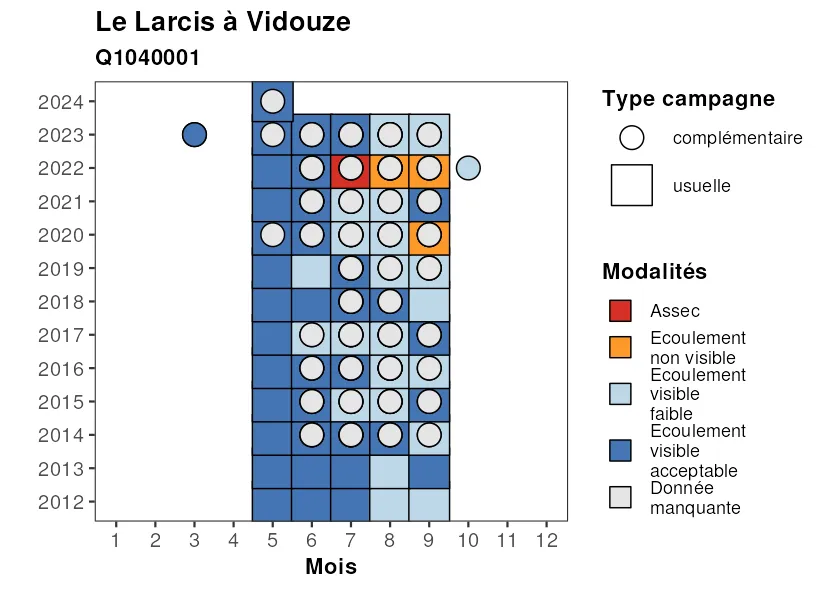 Le Larcis à Vidouze
Q1040001
2024
2023
2022
2021
2020
2019
2018
2017
2016
2015
2014
2013
2012
1 2 3 4 5 6 7 8 9 10 11 12
Mois
Type campagne
complémentaire
usuelle
Modalités
Assec
Ecoulement
non visible
Ecoulement
visible
faible
Ecoulement
visible
acceptable
Donnée
manquante